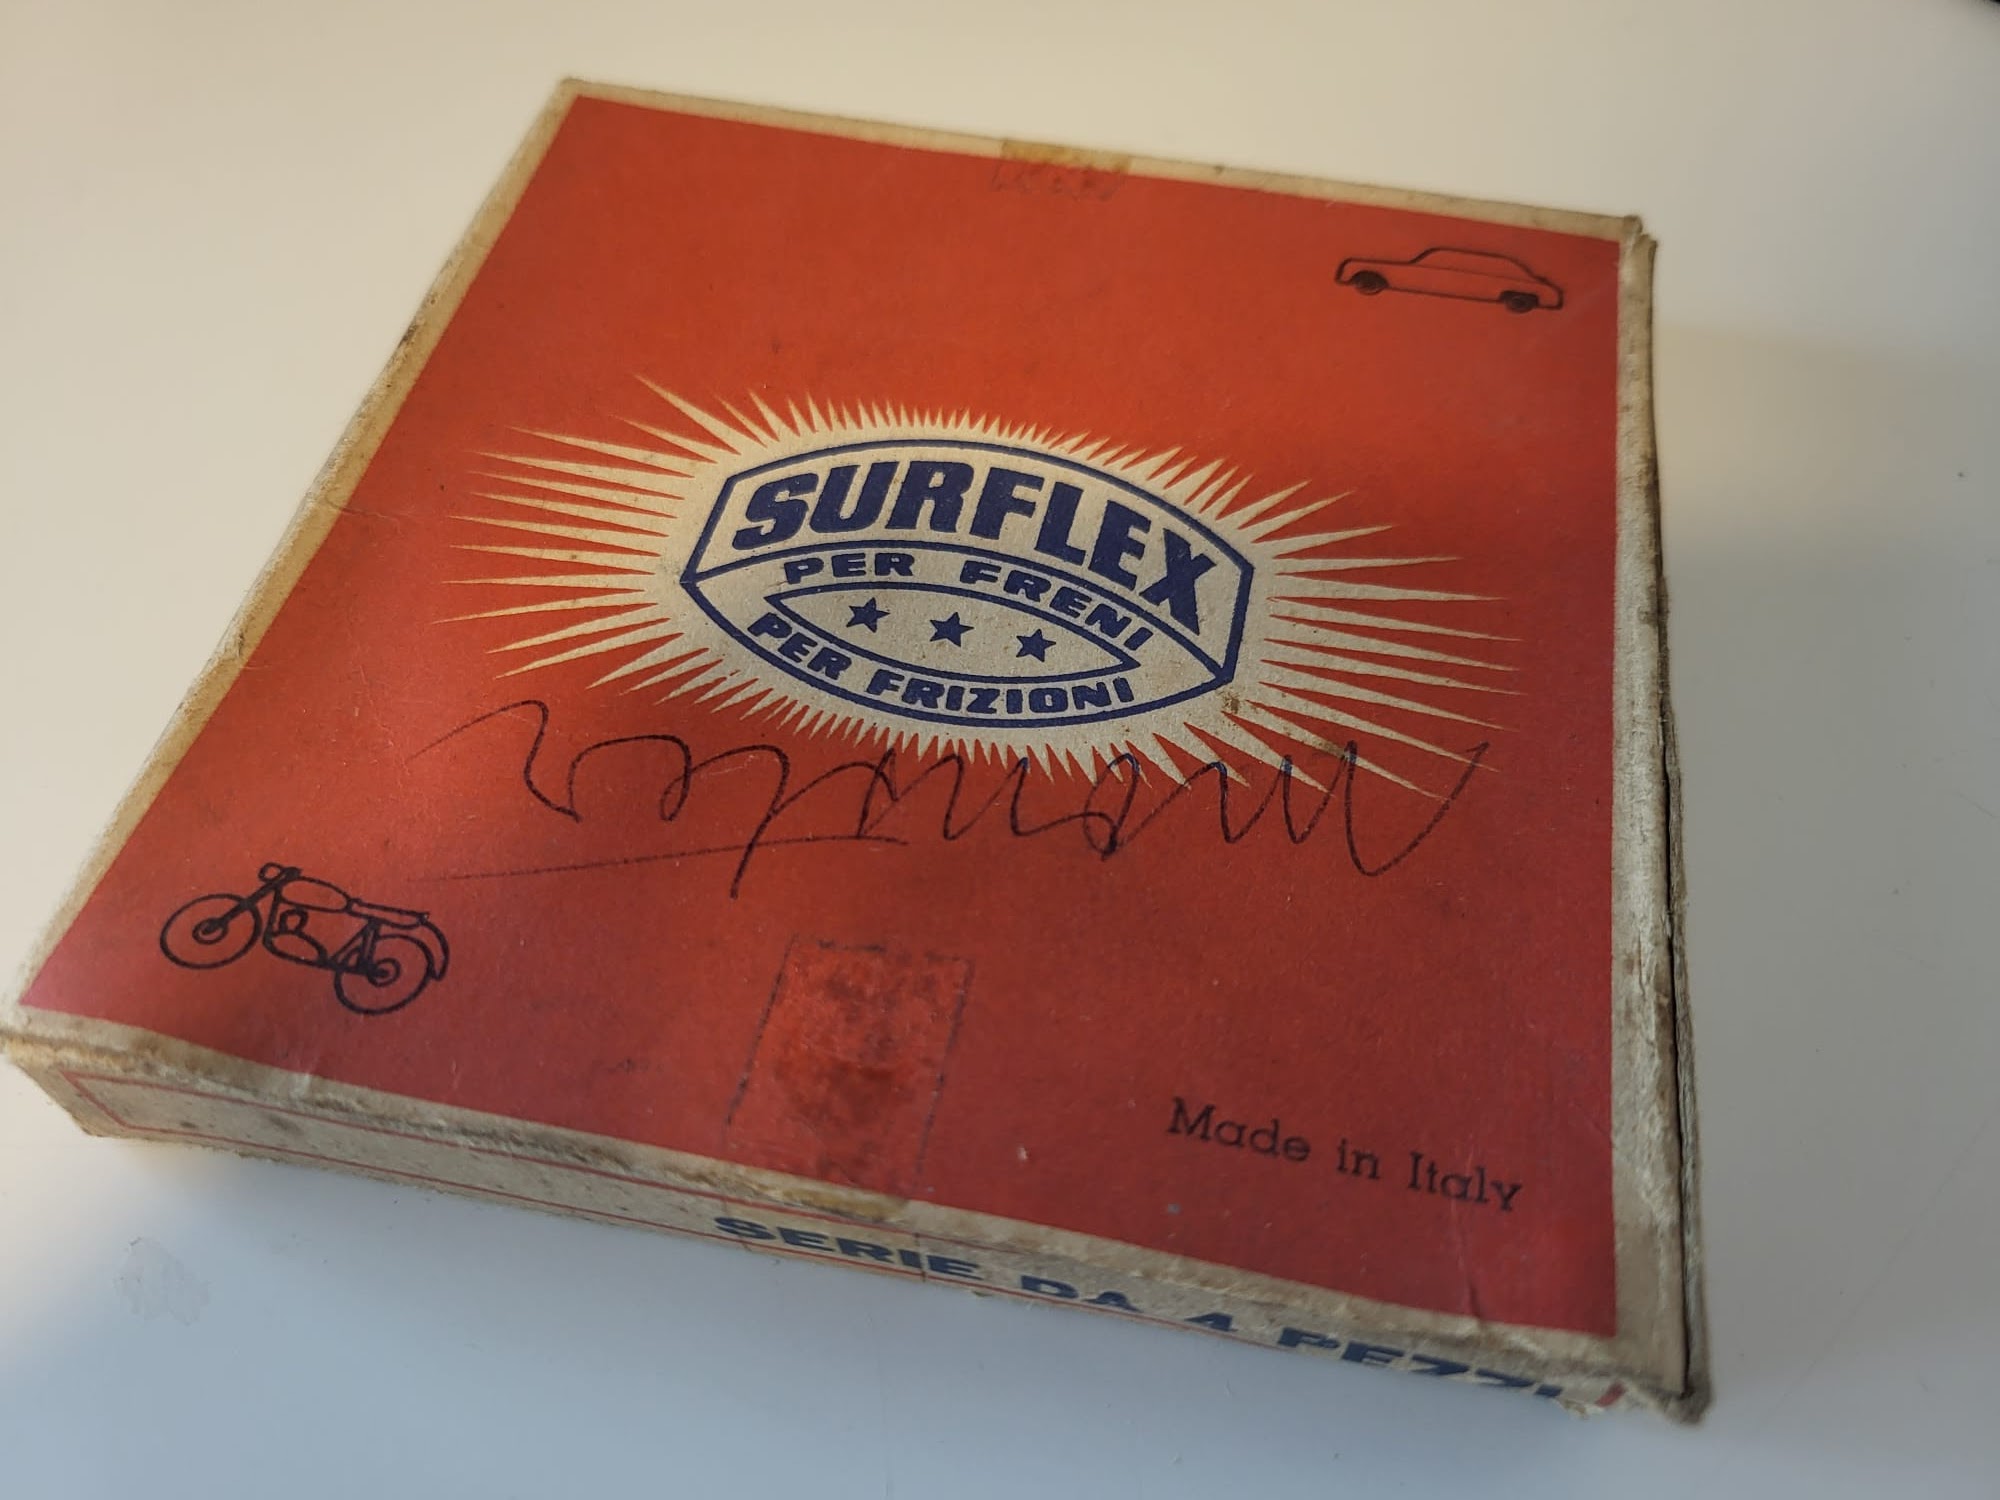 SURFLEX
PER FRENI
PER FRIZIONI
Made in Italy
SERIE DA 4 PEZZI